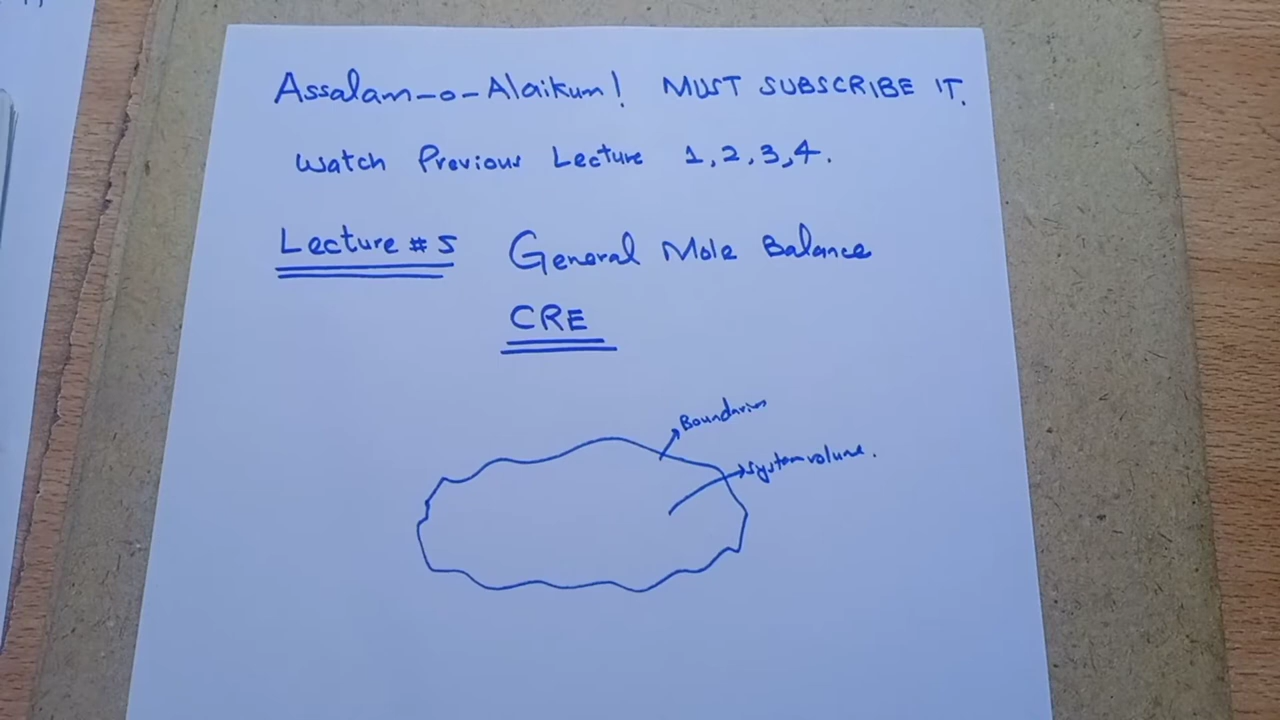 Assalam-o-Alaikum! MUST SUBSCRIBE IT.
Watch Previous Lecture 1,2,3,4.
Lecture # 5 General Mole Balance
CRE
Boundaries
System volume.